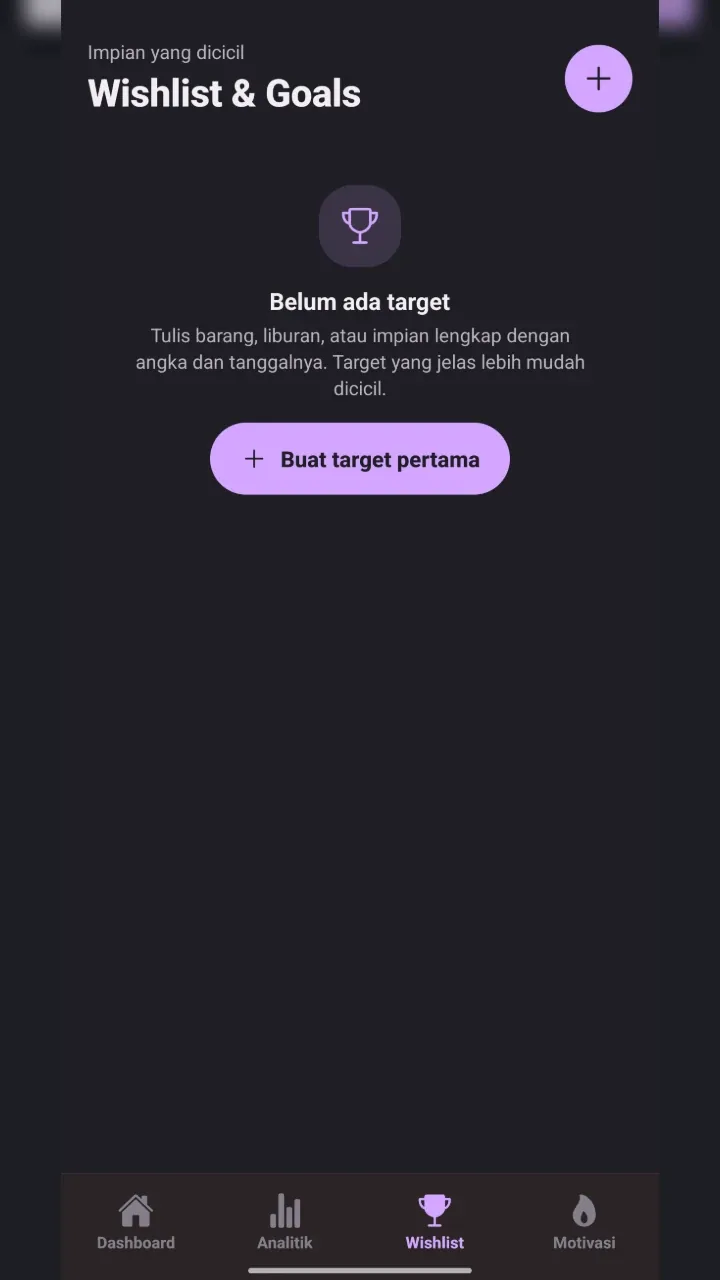 Impian yang dicicil
Wishlist & Goals
Belum ada target
Tulis barang, liburan, atau impian lengkap dengan
angka dan tanggalnya. Target yang jelas lebih mudah
dicicil.
Buat target pertama
Dashboard
Analitik
Wishlist
Motivasi